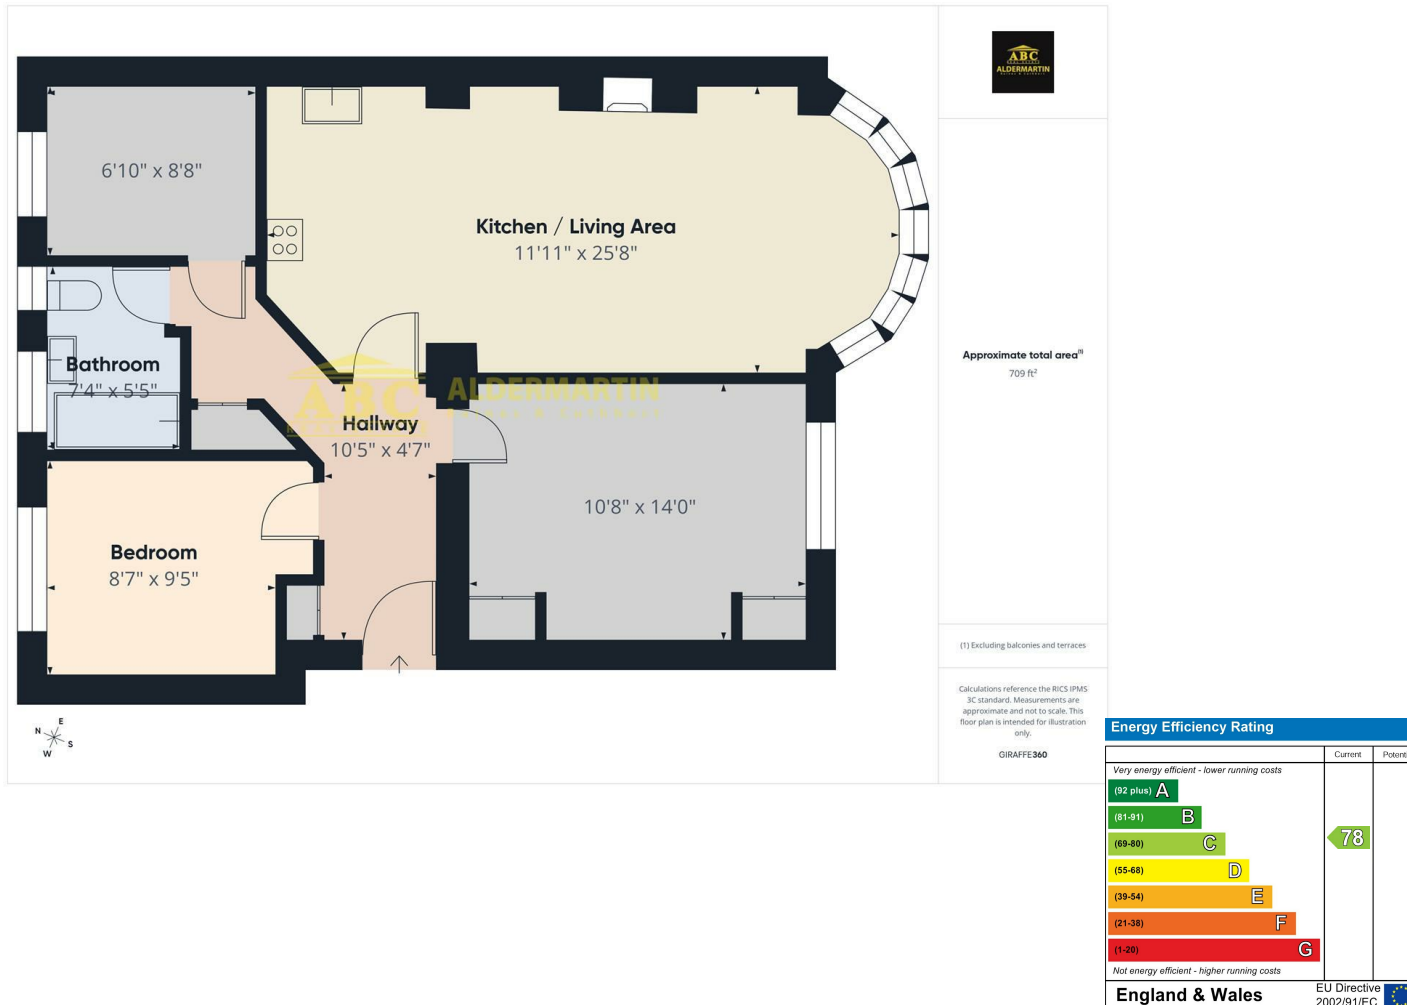 6'10" x 8'8"
Kitchen / Living Area
11'11" x 25'8"
Bathroom
7'4" x 5'5"
ABC
ALDERMARTIN
Hallway
10'5" x 4'7"
10'8" x 14'0"
Bedroom
8'7" x 9'5"
N
E
S
W
ABC
ALDERMARTIN
Approximate total area(1)
709 ft²
(1) Excluding balconies and terraces
Calculations reference the RICS IPMS
3C standard. Measurements are
approximate and not to scale. This
floor plan is intended for illustration
only.
GIRAFFE360
Energy Efficiency Rating
Current Potent
Very energy efficient - lower running costs
(92 plus) A
(81-91) B
(69-80) C
78
(55-68) D
(39-54) E
(21-38) F
(1-20) G
Not energy efficient - higher running costs
England & Wales
EU Directive
2002/91/EC